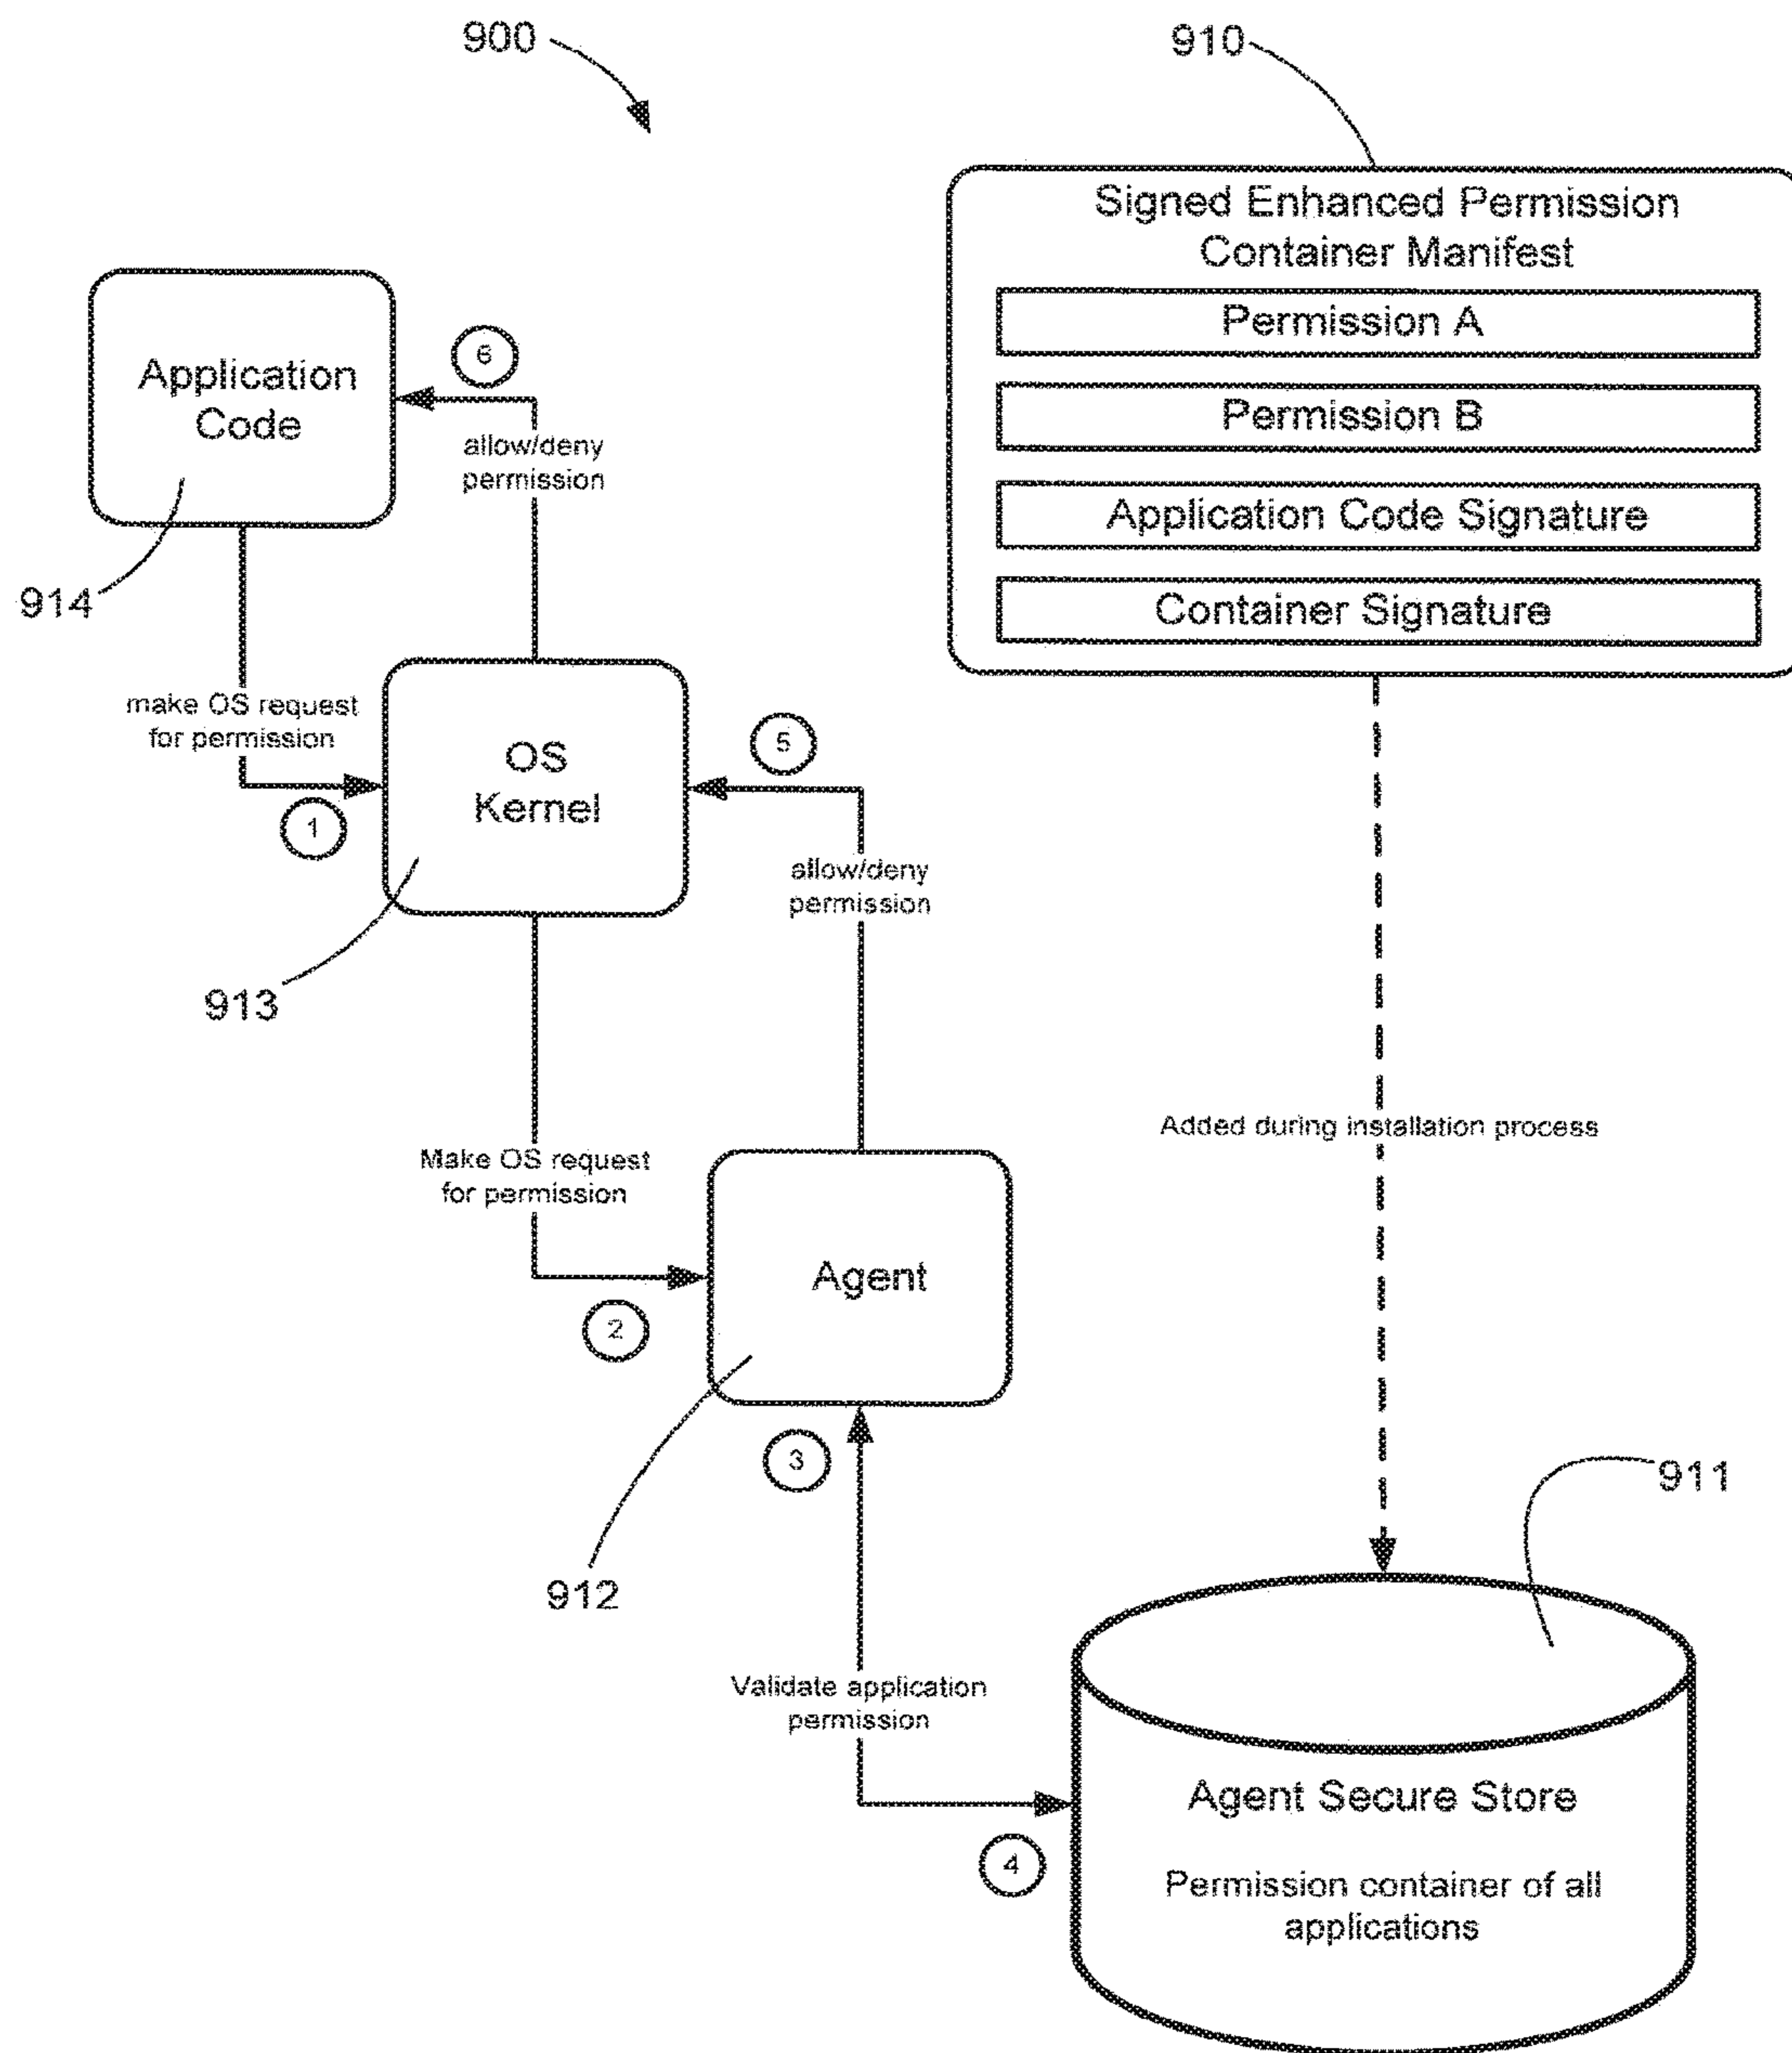 900
910
Signed Enhanced Permission
Container Manifest
Permission A
Permission B
Application Code Signature
Container Signature
Application
Code
6
allow/deny
permission
914
make OS request
for permission
1
OS
Kernel
5
allow/deny
permission
913
Make OS request
for permission
2
Agent
Added during installation process
3
912
911
Validate application
permission
4
Agent Secure Store
Permission container of all
applications